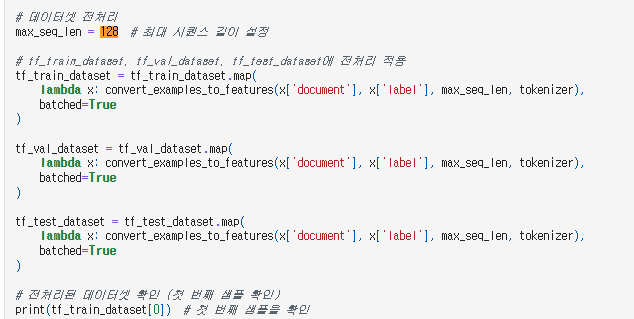 # 데이터셋 전처리
max_seq_len = 128  # 최대 시퀀스 길이 설정
# tf_train_dataset, tf_val_dataset, tf_test_dataset에 전처리 적용
tf_train_dataset = tf_train_dataset.map(
    lambda x: convert_examples_to_features(x['document'], x['label'], max_seq_len, tokenizer),
    batched=True
)
tf_val_dataset = tf_val_dataset.map(
    lambda x: convert_examples_to_features(x['document'], x['label'], max_seq_len, tokenizer),
    batched=True
)
tf_test_dataset = tf_test_dataset.map(
    lambda x: convert_examples_to_features(x['document'], x['label'], max_seq_len, tokenizer),
    batched=True
)
# 전처리된 데이터셋 확인 (첫 번째 샘플 확인)
print(tf_train_dataset[0])  # 첫 번째 샘플을 확인